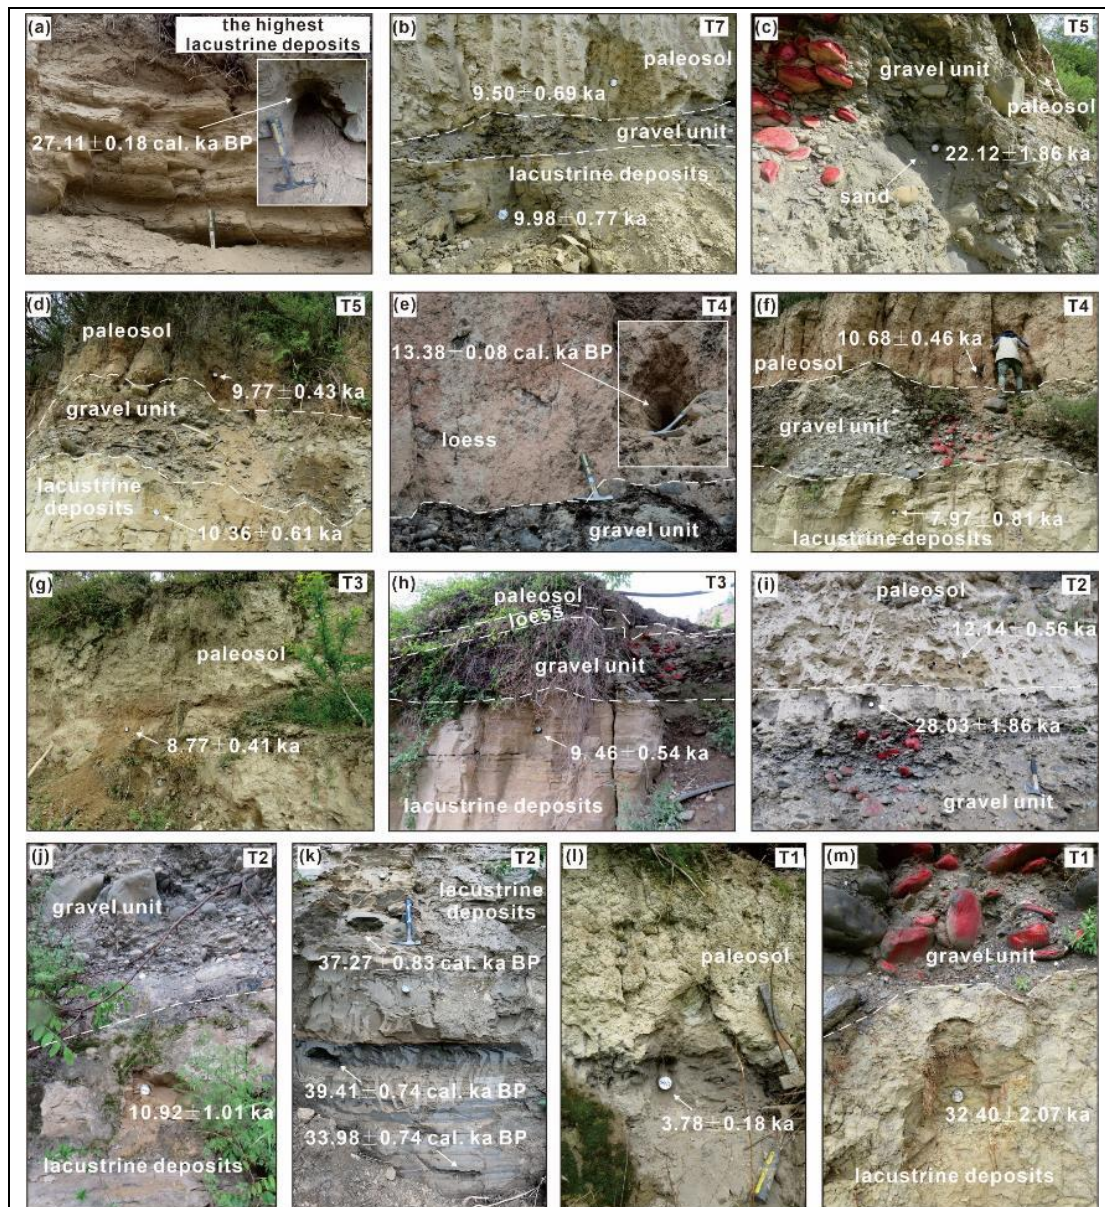 (a)
the highest
lacustrine deposits
27.11±0.18 cal. ka BP
(b)
T7
paleosol
9.50±0.69 ka
gravel unit
lacustrine deposits
9.98±0.77 ka
(c)
T5
gravel unit
paleosol
22.12±1.86 ka
sand
(d)
T5
paleosol
9.77±0.43 ka
gravel unit
lacustrine
deposits
10.36±0.61 ka
(e)
T4
13.38±0.08 cal. ka BP
loess
gravel unit
(f)
T4
10.68±0.46 ka
paleosol
gravel unit
7.97±0.81 ka
lacustrine deposits
(g)
T3
paleosol
8.77±0.41 ka
(h)
T3
paleosol
loess
gravel unit
9, 46±0.54 ka
lacustrine deposits
(i)
T2
paleosol
12.14±0.56 ka
28.03±1.86 ka
gravel unit
(j)
T2
gravel unit
10.92±1.01 ka
lacustrine deposits
(k)
T2
lacustrine
deposits
37.27±0.83 cal. ka BP
39.41±0.74 cal. ka BP
33.98±0.74 cal. ka BP
(l)
T1
paleosol
3.78±0.18 ka
(m)
T1
gravel unit
32.40±2.07 ka
lacustrine deposits